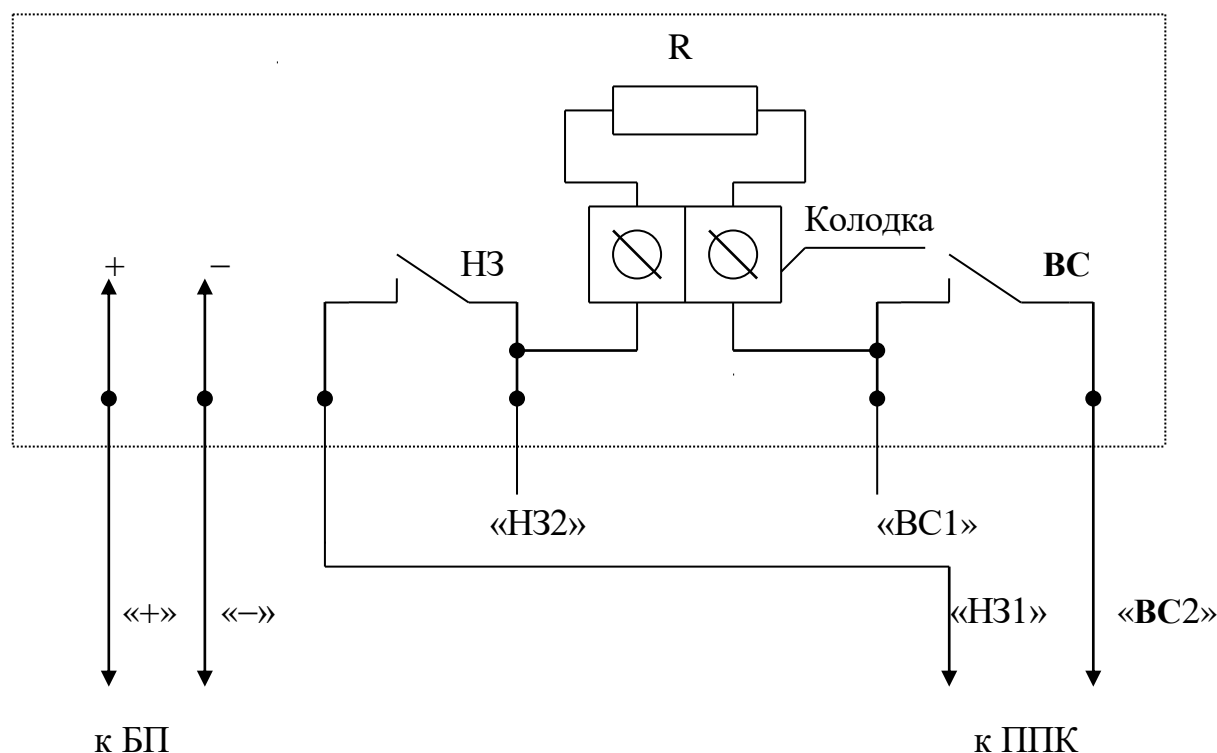 R
Колодка
+ − НЗ ВС
«НЗ2» «ВС1»
«+» «−» «НЗ1» «ВС2»
к БП к ППК